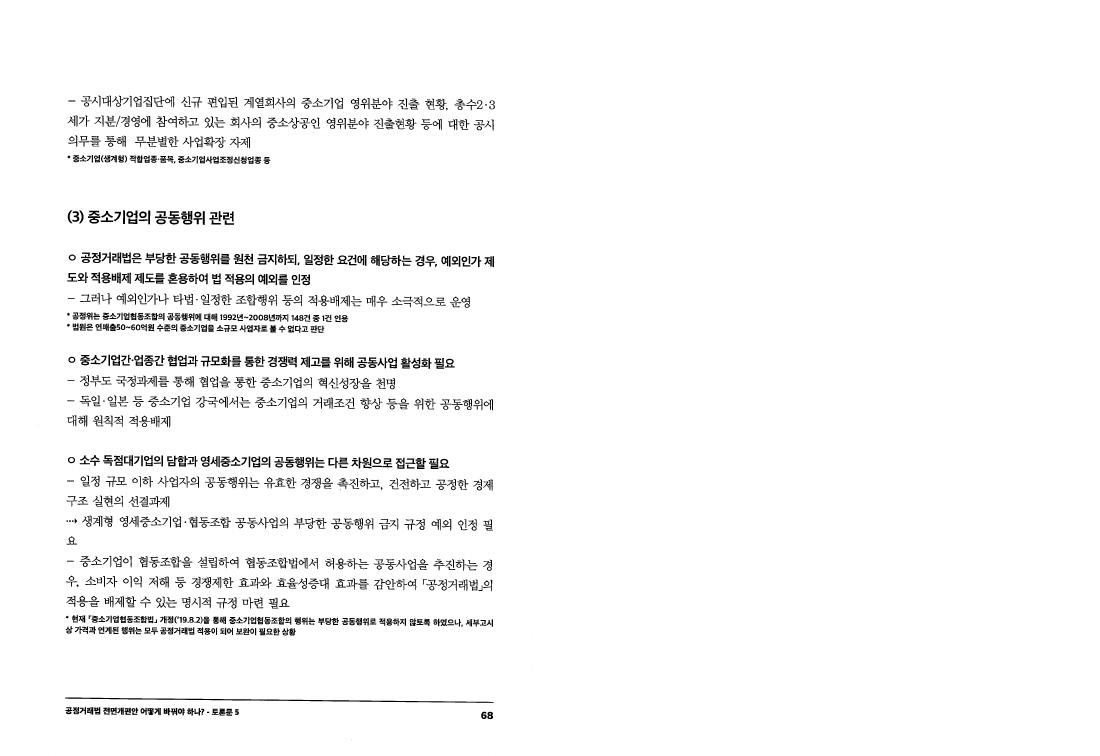 – 공시대상기업집단에 신규 편입된 계열회사의 중소기업 영위분야 진출 현황, 총수2·3
세가 지분/경영에 참여하고 있는 회사의 중소상공인 영위분야 진출현황 등에 대한 공시
의무를 통해 무분별한 사업확장 자제
* 중소기업(생계형) 적합업종·품목, 중소기업사업조정신청업종 등
(3) 중소기업의 공동행위 관련
ㅇ 공정거래법은 부당한 공동행위를 원천 금지하되, 일정한 요건에 해당하는 경우, 예외인가 제
도와 적용배제 제도를 혼용하여 법 적용의 예외를 인정
– 그러나 예외인가나 타법·일정한 조합행위 등의 적용배제는 매우 소극적으로 운영
* 공정위는 중소기업협동조합의 공동행위에 대해 1992년~2008년까지 148건 중 1건 인용
* 법원은 연매출50~60억원 수준의 중소기업을 소규모 사업자로 볼 수 없다고 판단
ㅇ 중소기업간·업종간 협업과 규모화를 통한 경쟁력 제고를 위해 공동사업 활성화 필요
– 정부도 국정과제를 통해 협업을 통한 중소기업의 혁신성장을 천명
– 독일·일본 등 중소기업 강국에서는 중소기업의 거래조건 향상 등을 위한 공동행위에
대해 원칙적 적용배제
ㅇ 소수 독점대기업의 담합과 영세중소기업의 공동행위는 다른 차원으로 접근할 필요
– 일정 규모 이하 사업자의 공동행위는 유효한 경쟁을 촉진하고, 건전하고 공정한 경제
구조 실현의 선결과제
⇢ 생계형 영세중소기업·협동조합 공동사업의 부당한 공동행위 금지 규정 예외 인정 필
요
– 중소기업이 협동조합을 설립하여 협동조합법에서 허용하는 공동사업을 추진하는 경
우, 소비자 이익 저해 등 경쟁제한 효과와 효율성증대 효과를 감안하여 「공정거래법」의
적용을 배제할 수 있는 명시적 규정 마련 필요
* 현재 「중소기업협동조합법」 개정('19.8.2)을 통해 중소기업협동조합의 행위는 부당한 공동행위로 적용하지 않토록 하였으나, 세부고시
상 가격과 연계된 행위는 모두 공정거래법 적용이 되어 보완이 필요한 상황
공정거래법 전면개편안 어떻게 바꿔야 하나? - 토론문 5
68